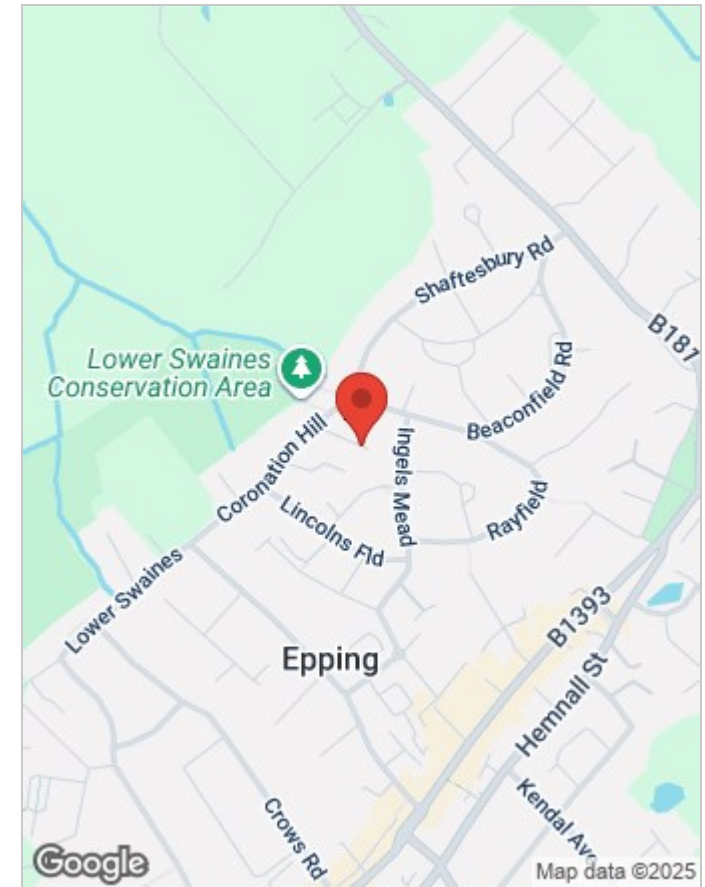 Shaftesbury Rd
B181
Lower Swaines
Conservation Area
Beaconfield Rd
Coronation Hill
Ingels Mead
Lincolns Fld
Rayfield
Lower Swaines
B1393
Epping
Hemnall St
Crows Rd
Kendal Ave
Google
Map data ©2025